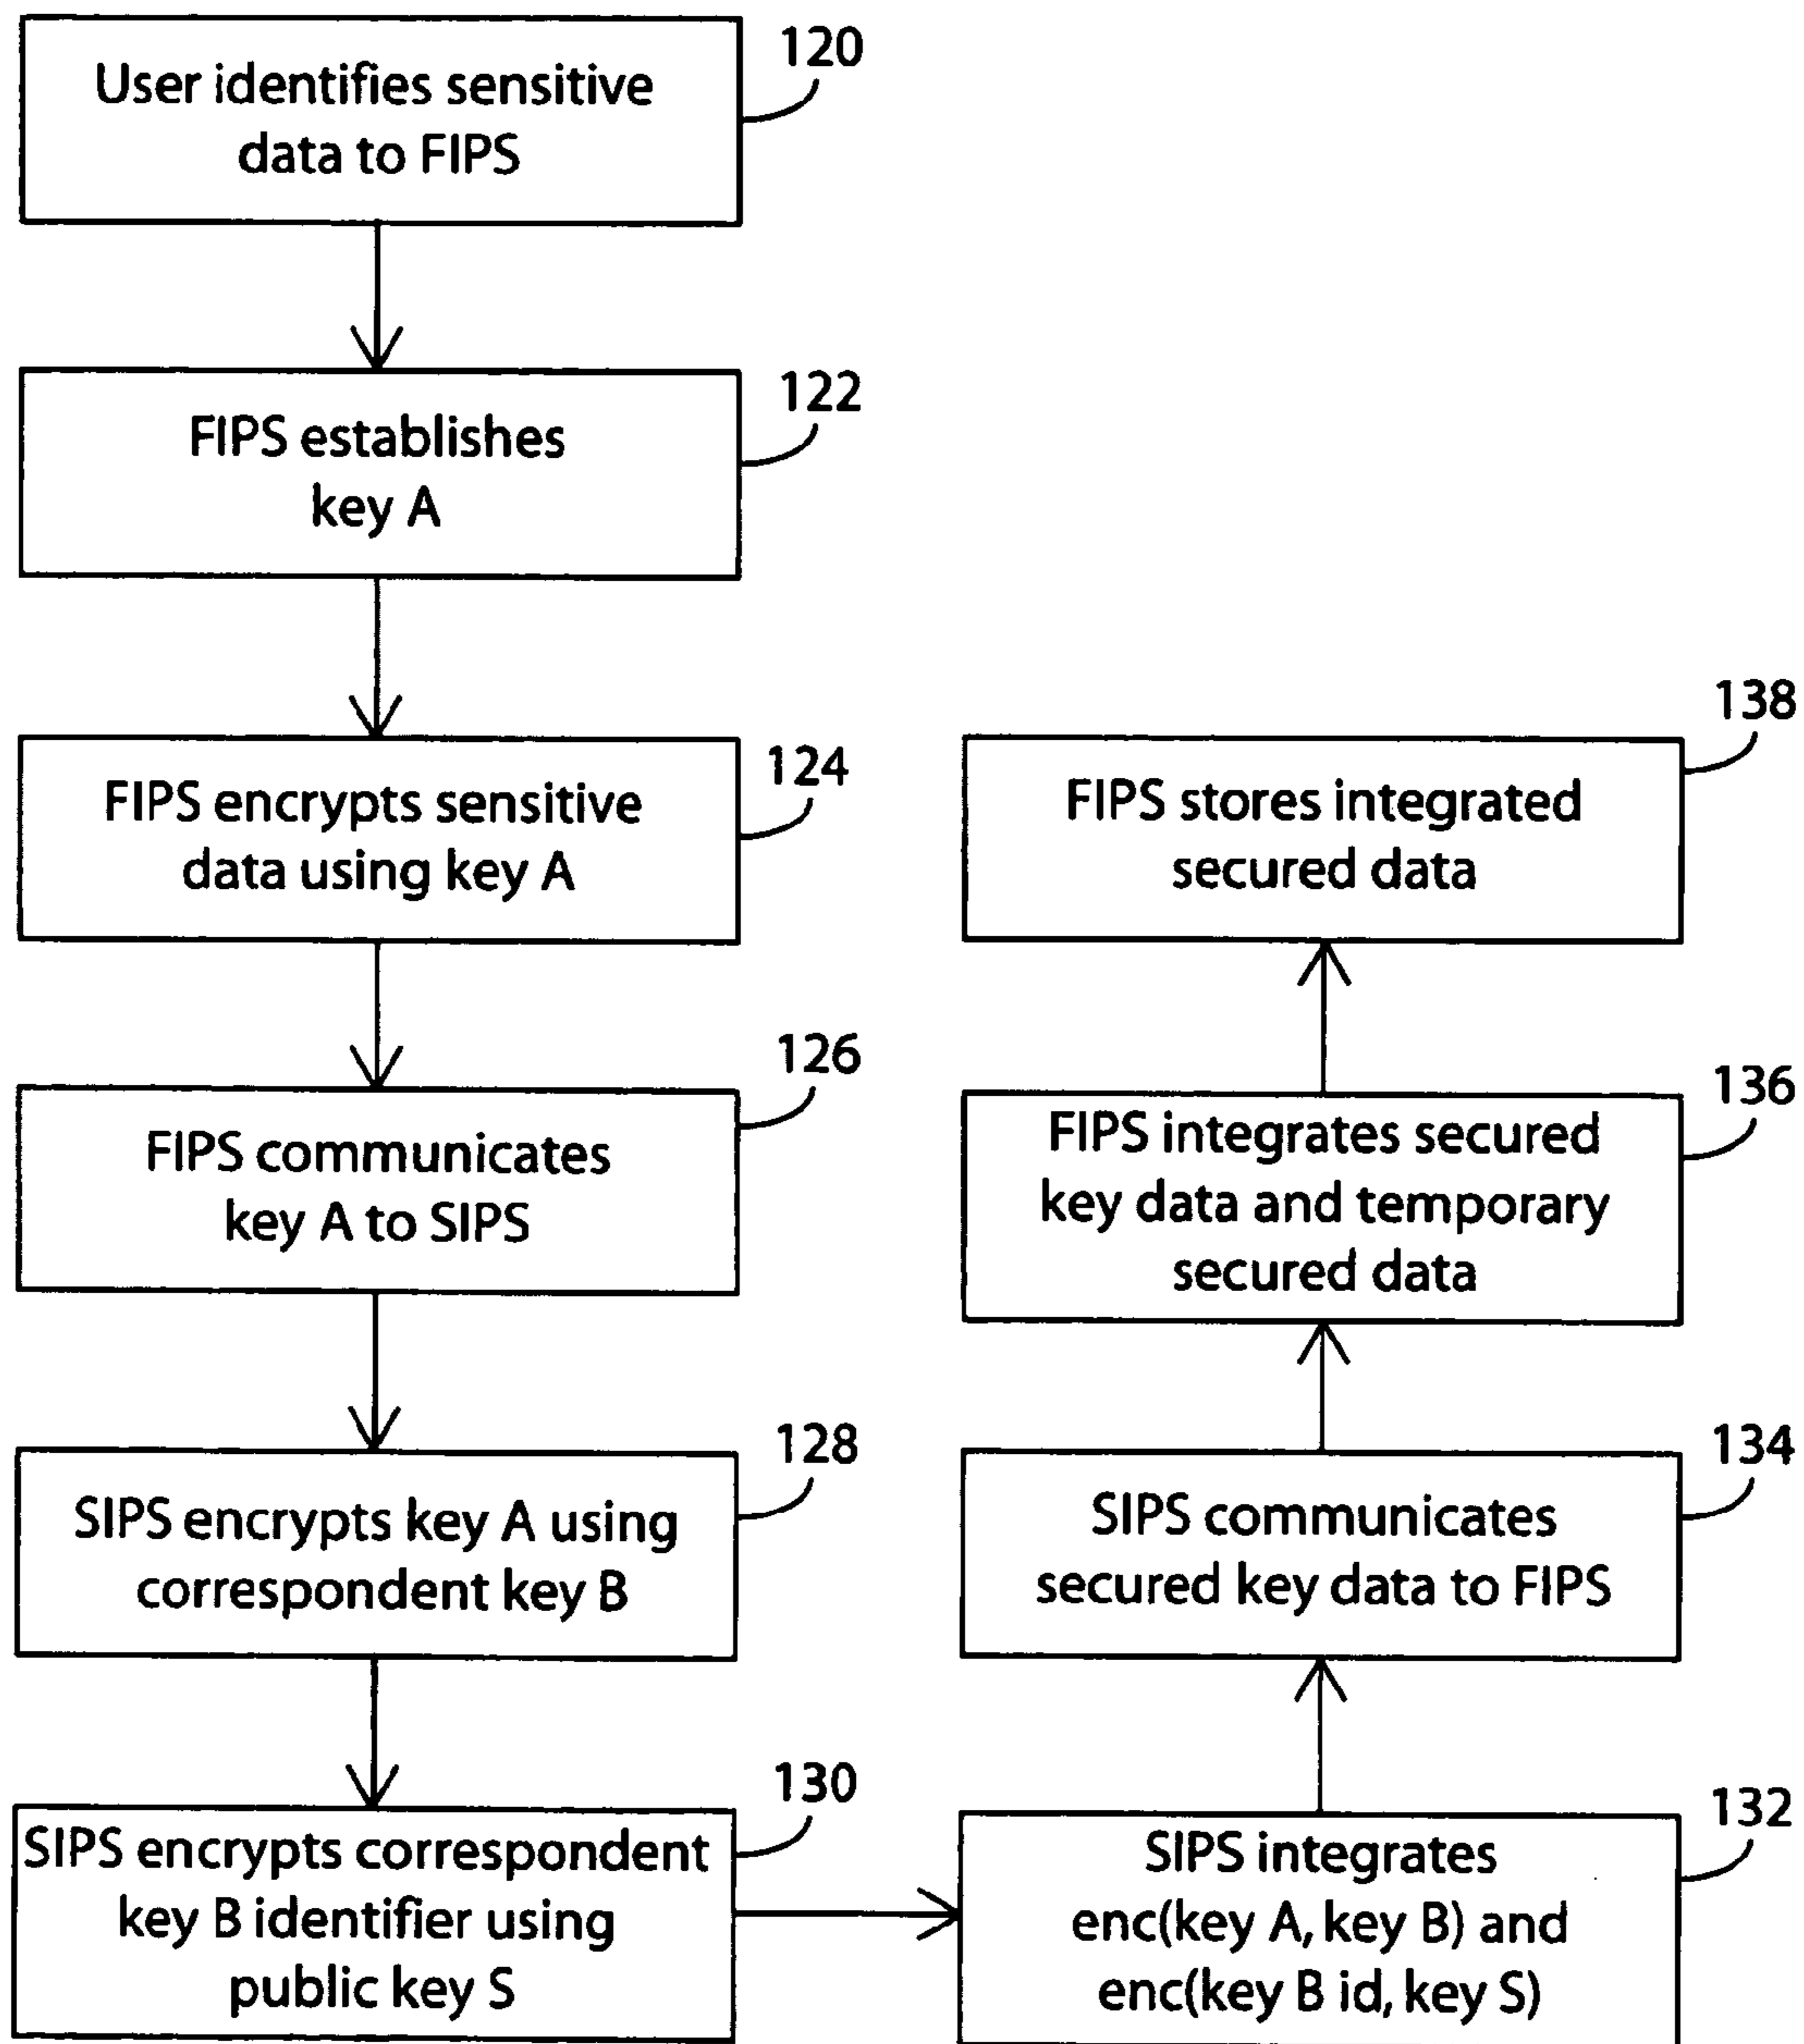 120
User identifies sensitive
data to FIPS
122
FIPS establishes
key A
124
FIPS encrypts sensitive
data using key A
126
FIPS communicates
key A to SIPS
128
SIPS encrypts key A using
correspondent key B
130
SIPS encrypts correspondent
key B identifier using
public key S
132
SIPS integrates
enc(key A, key B) and
enc(key B id, key S)
134
SIPS communicates
secured key data to FIPS
136
FIPS integrates secured
key data and temporary
secured data
138
FIPS stores integrated
secured data